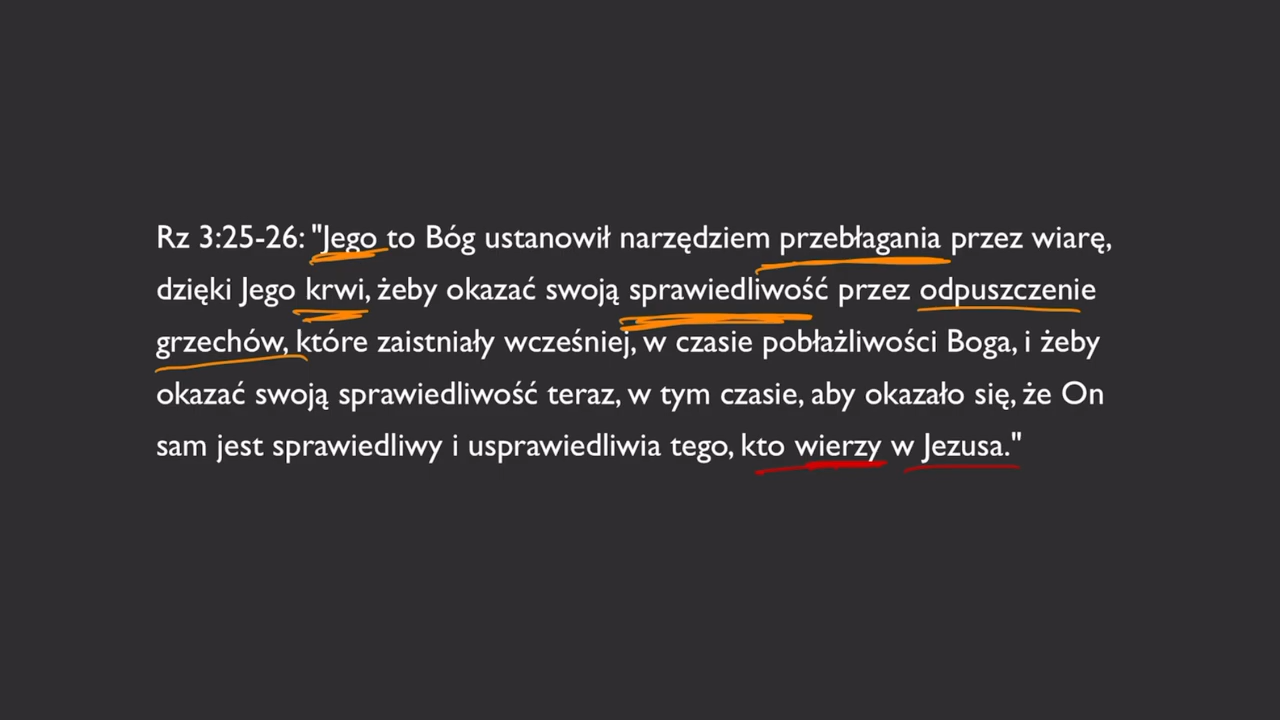 Rz 3:25-26: "Jego to Bóg ustanowił narzędziem przebłagania przez wiarę,
dzięki Jego krwi, żeby okazać swoją sprawiedliwość przez odpuszczenie
grzechów, które zaistniały wcześniej, w czasie pobłażliwości Boga, i żeby
okazać swoją sprawiedliwość teraz, w tym czasie, aby okazało się, że On
sam jest sprawiedliwy i usprawiedliwia tego, kto wierzy w Jezusa."